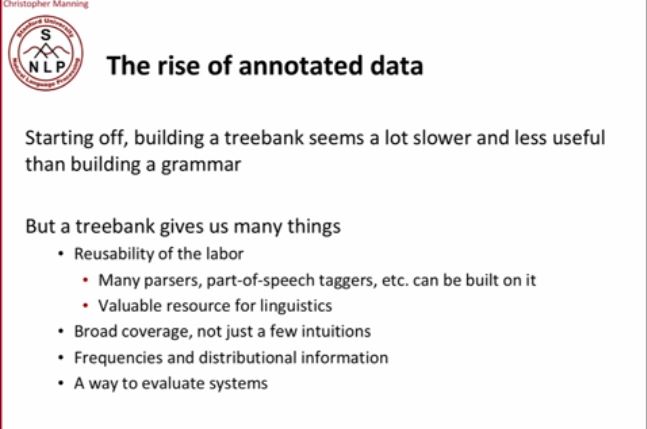 Christopher Manning
Stanford University
S
NLP
Natural Language Processing
The rise of annotated data
Starting off, building a treebank seems a lot slower and less useful
than building a grammar
But a treebank gives us many things
• Reusability of the labor
• Many parsers, part-of-speech taggers, etc. can be built on it
• Valuable resource for linguistics
• Broad coverage, not just a few intuitions
• Frequencies and distributional information
• A way to evaluate systems